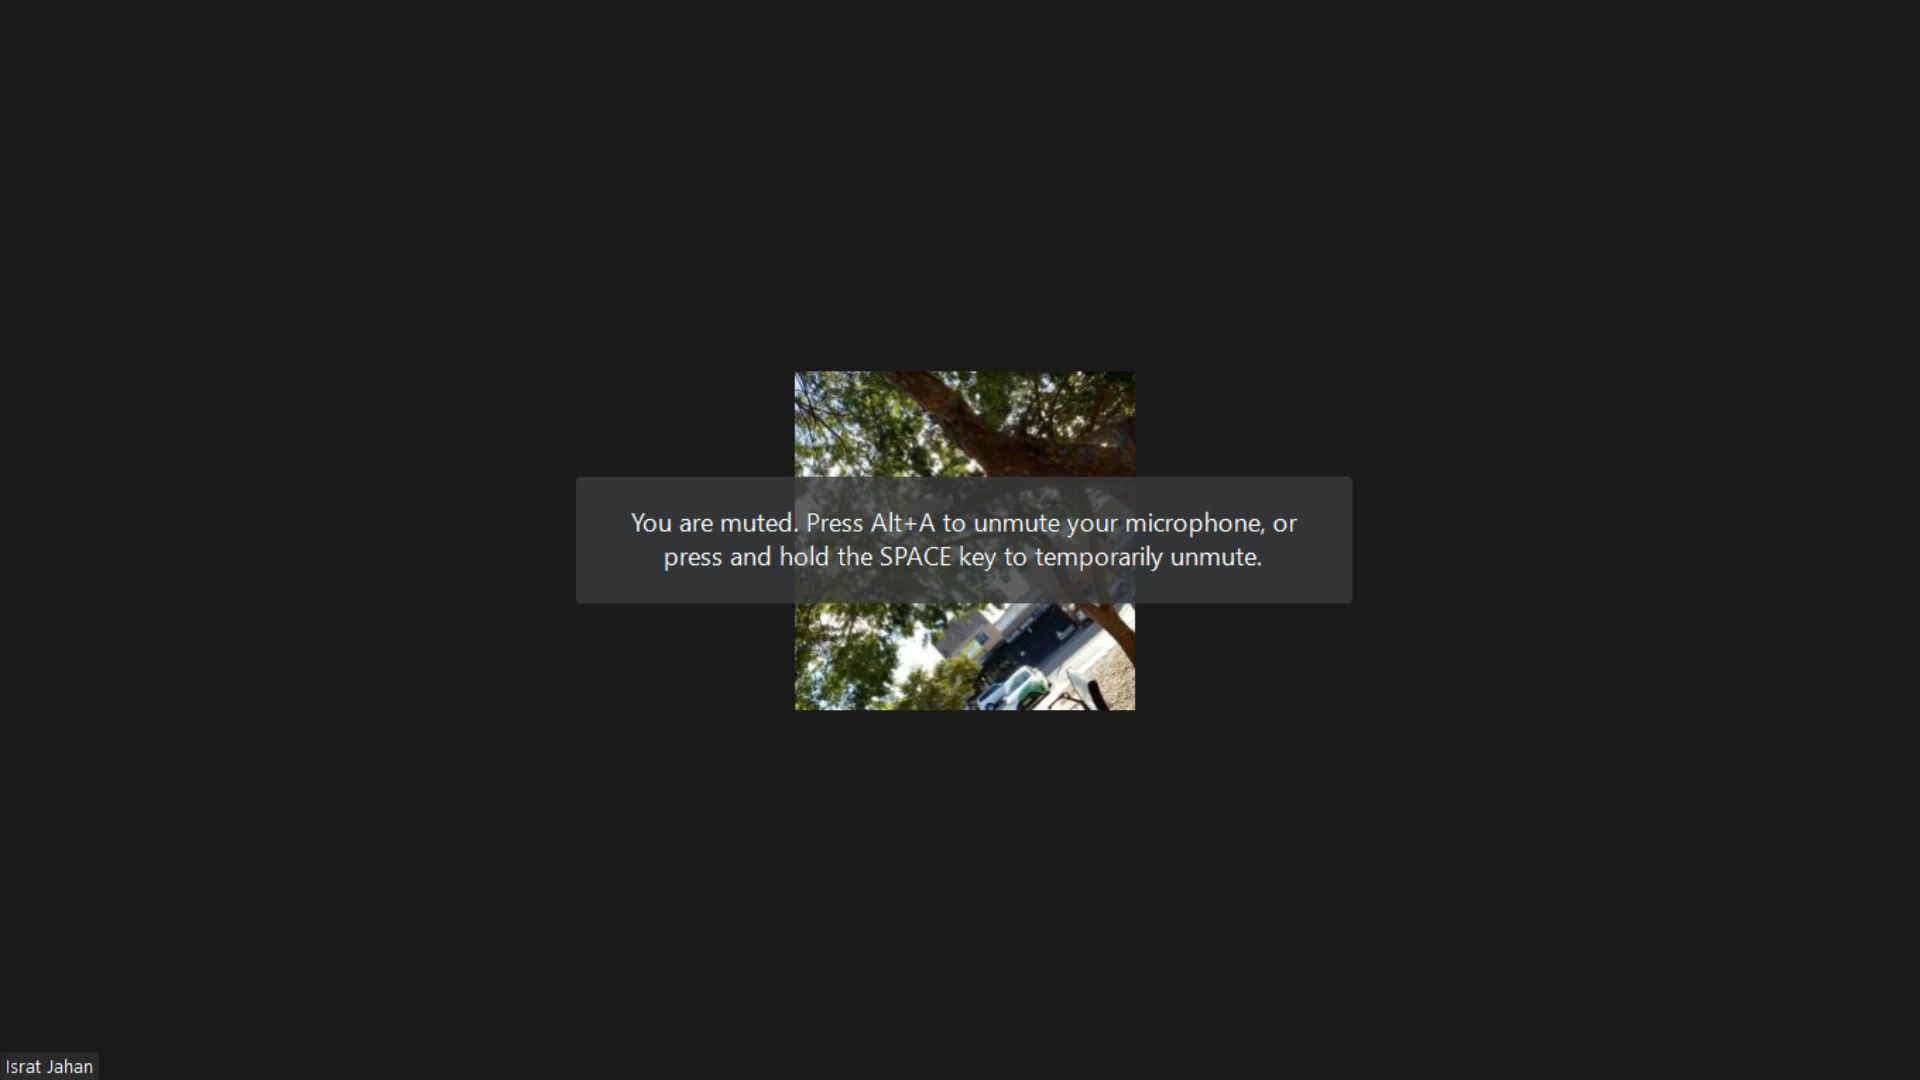 You are muted. Press Alt+A to unmute your microphone, or
press and hold the SPACE key to temporarily unmute.
Israt Jahan